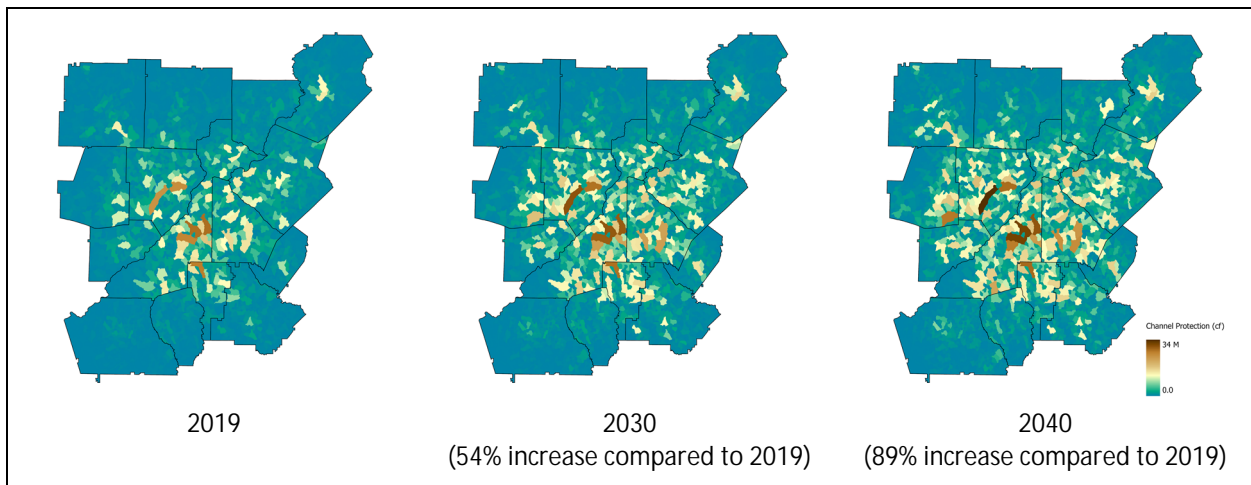 Channel Protection (cf)
34 M
0.0
2019
2030
2040
(54% increase compared to 2019)
(89% increase compared to 2019)